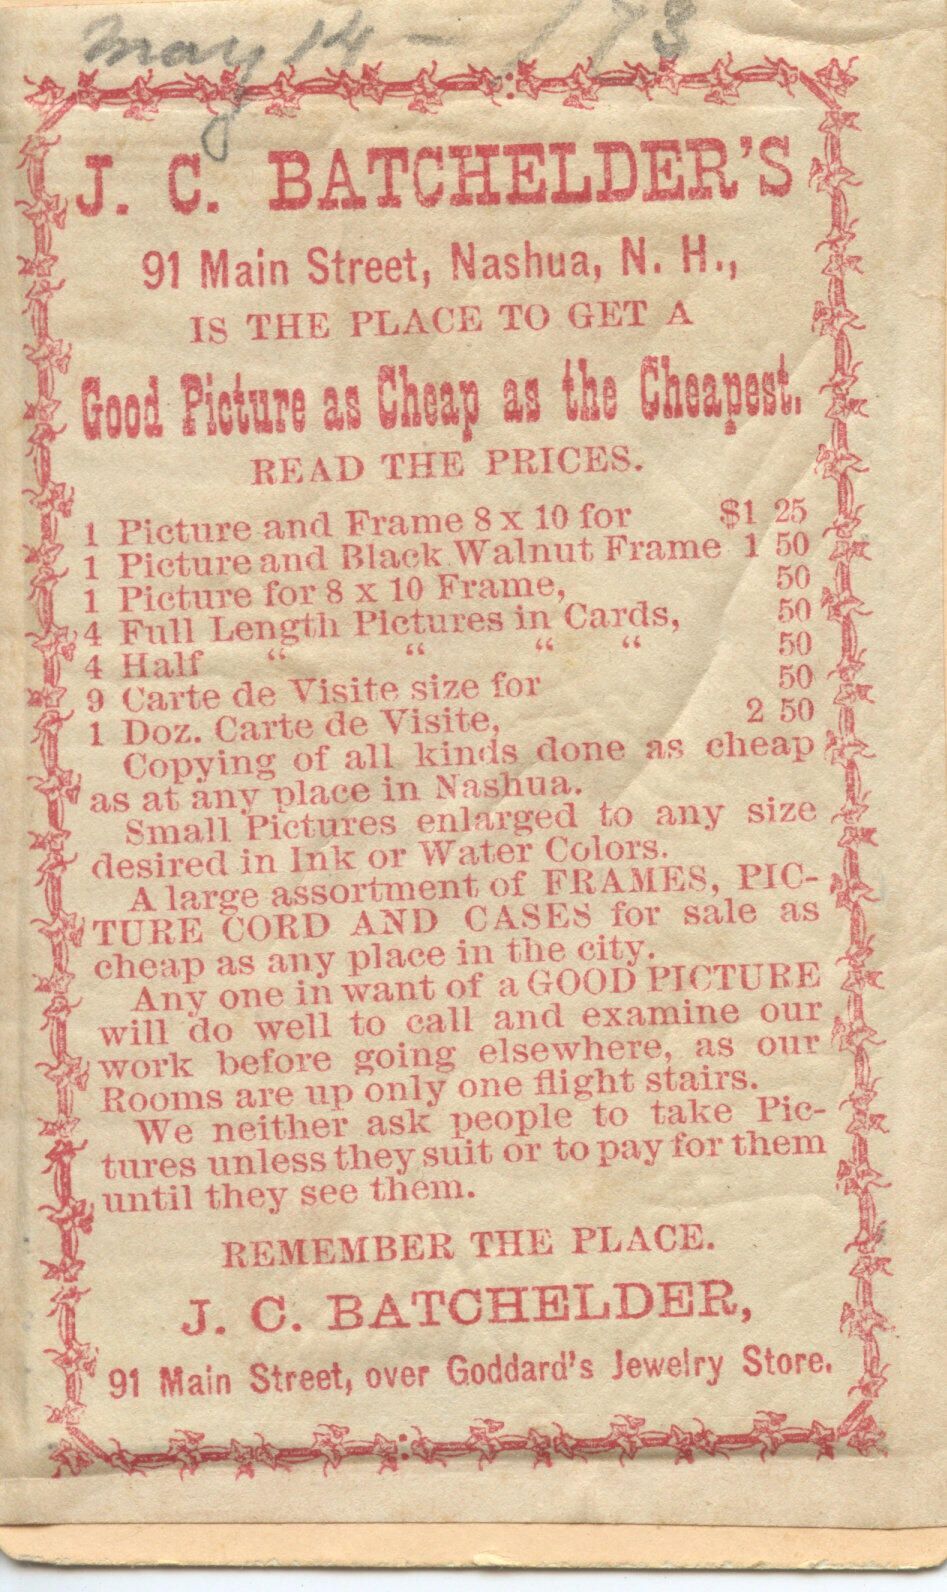 May 14 - 173
J. C. BATCHELDER'S
91 Main Street, Nashua, N. H.,
IS THE PLACE TO GET A
Good Picture as Cheap as the Cheapest.
READ THE PRICES.
1 Picture and Frame 8 x 10 for $1 25
1 Picture and Black Walnut Frame 1 50
1 Picture for 8 x 10 Frame, 50
4 Full Length Pictures in Cards, 50
4 Half " " " " 50
9 Carte de Visite size for 50
1 Doz. Carte de Visite, 2 50
Copying of all kinds done as cheap
as at any place in Nashua.
Small Pictures enlarged to any size
desired in Ink or Water Colors.
A large assortment of FRAMES, PIC-
TURE CORD AND CASES for sale as
cheap as any place in the city.
Any one in want of a GOOD PICTURE
will do well to call and examine our
work before going elsewhere, as our
Rooms are up only one flight stairs.
We neither ask people to take Pic-
tures unless they suit or to pay for them
until they see them.
REMEMBER THE PLACE.
J. C. BATCHELDER,
91 Main Street, over Goddard's Jewelry Store.